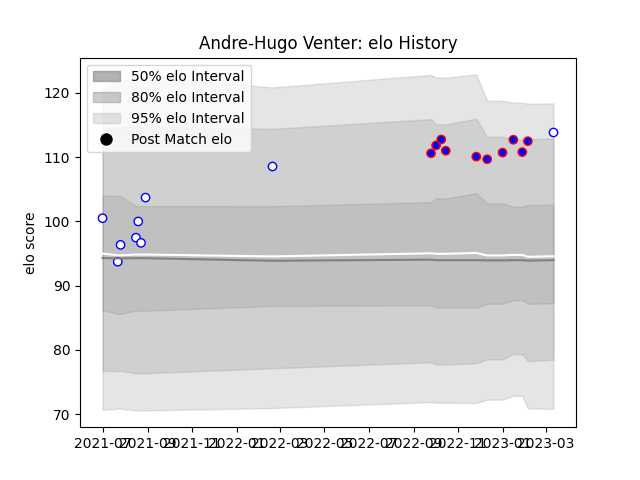 Andre-Hugo Venter: elo History
50% elo Interval
80% elo Interval
95% elo Interval
Post Match elo
elo score
120
110
100
90
80
70
2021-07 2021-09 2021-11 2022-01 2022-03 2022-05 2022-07 2022-09 2022-11 2023-01 2023-03